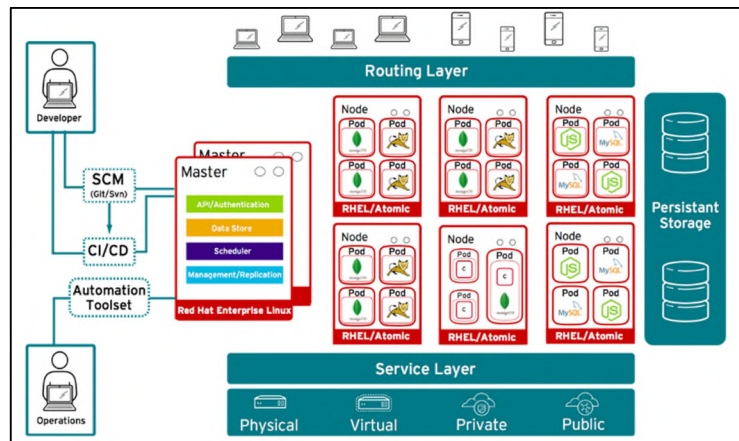 Routing Layer
Developer
SCM
(Git/Svn)
CI/CD
Automation
Toolset
Operations
Master
Master
API/Authentication
Data Store
Scheduler
Management/Replication
Red Hat Enterprise Linux
Node
Pod
Pod
Pod
Pod
RHEL/Atomic
Node
Pod
Pod
Pod
Pod
RHEL/Atomic
Node
Pod
Pod
JS
MySQL
Pod
Pod
MySQL
JS
RHEL/Atomic
Node
Pod
Pod
Pod
Pod
RHEL/Atomic
Node
Pod
Pod
C
C
Pod
C
RHEL/Atomic
Node
Pod
Pod
JS
MySQL
Pod
Pod
MySQL
JS
RHEL/Atomic
Persistant
Storage
Service Layer
Physical
Virtual
Private
Public